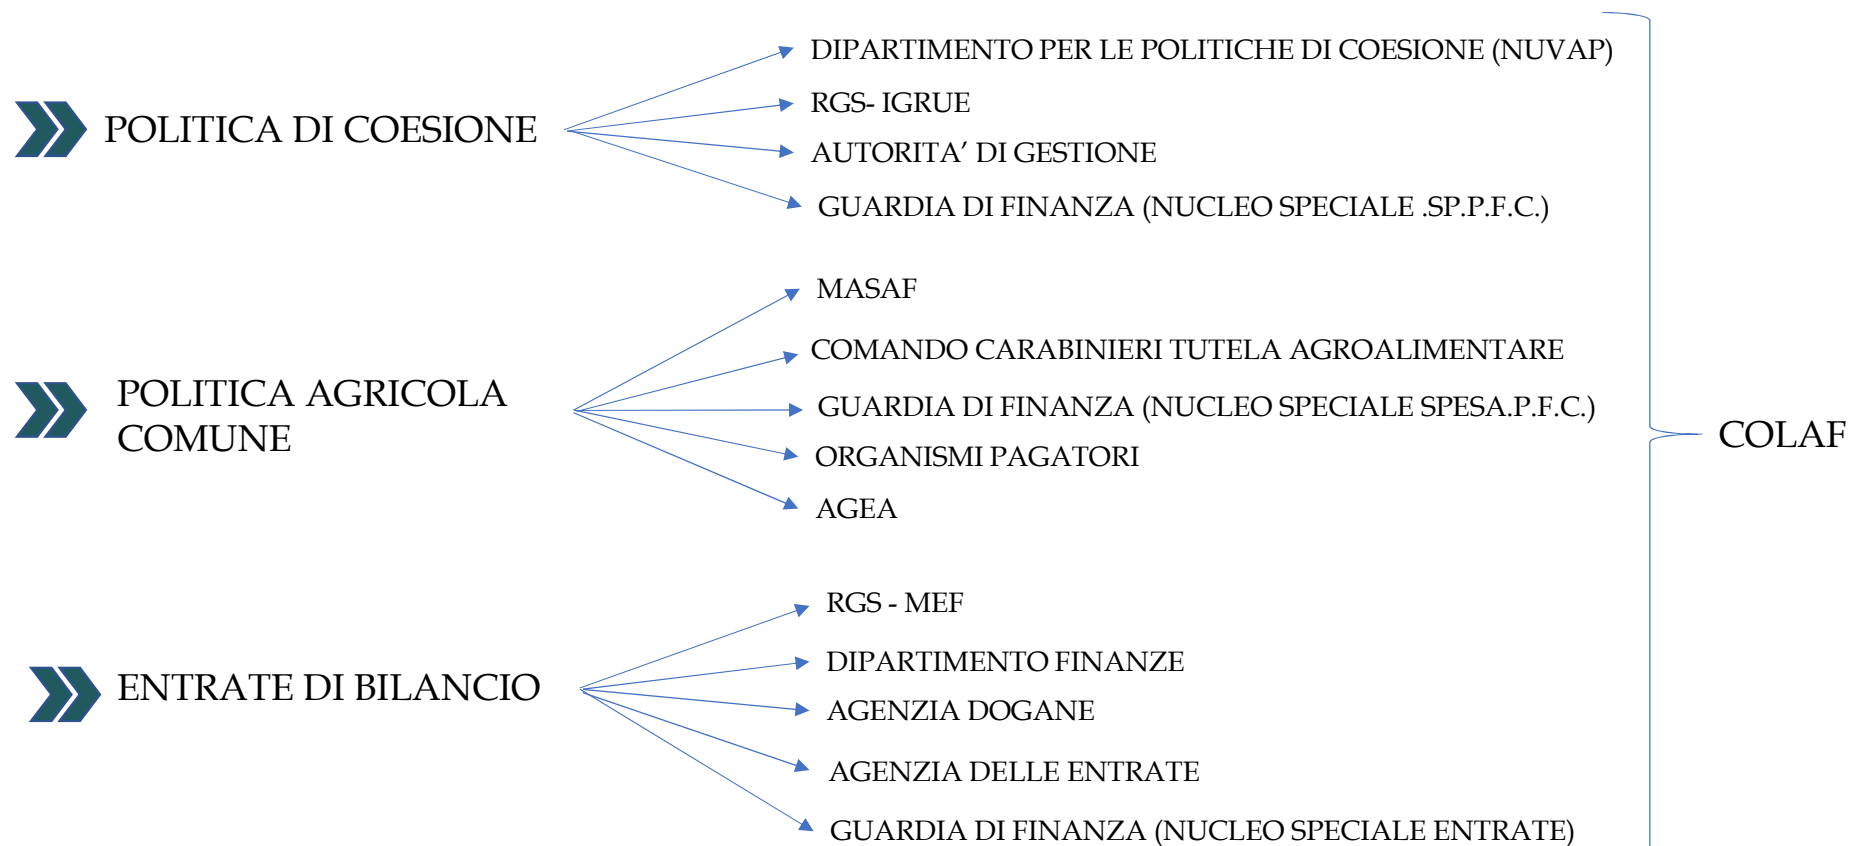 POLITICA DI COESIONE
DIPARTIMENTO PER LE POLITICHE DI COESIONE (NUVAP)
RGS- IGRUE
AUTORITA’ DI GESTIONE
GUARDIA DI FINANZA (NUCLEO SPECIALE .SP.P.F.C.)
POLITICA AGRICOLA
COMUNE
MASAF
COMANDO CARABINIERI TUTELA AGROALIMENTARE
GUARDIA DI FINANZA (NUCLEO SPECIALE SPESA.P.F.C.)
ORGANISMI PAGATORI
AGEA
ENTRATE DI BILANCIO
RGS - MEF
DIPARTIMENTO FINANZE
AGENZIA DOGANE
AGENZIA DELLE ENTRATE
GUARDIA DI FINANZA (NUCLEO SPECIALE ENTRATE)
COLAF